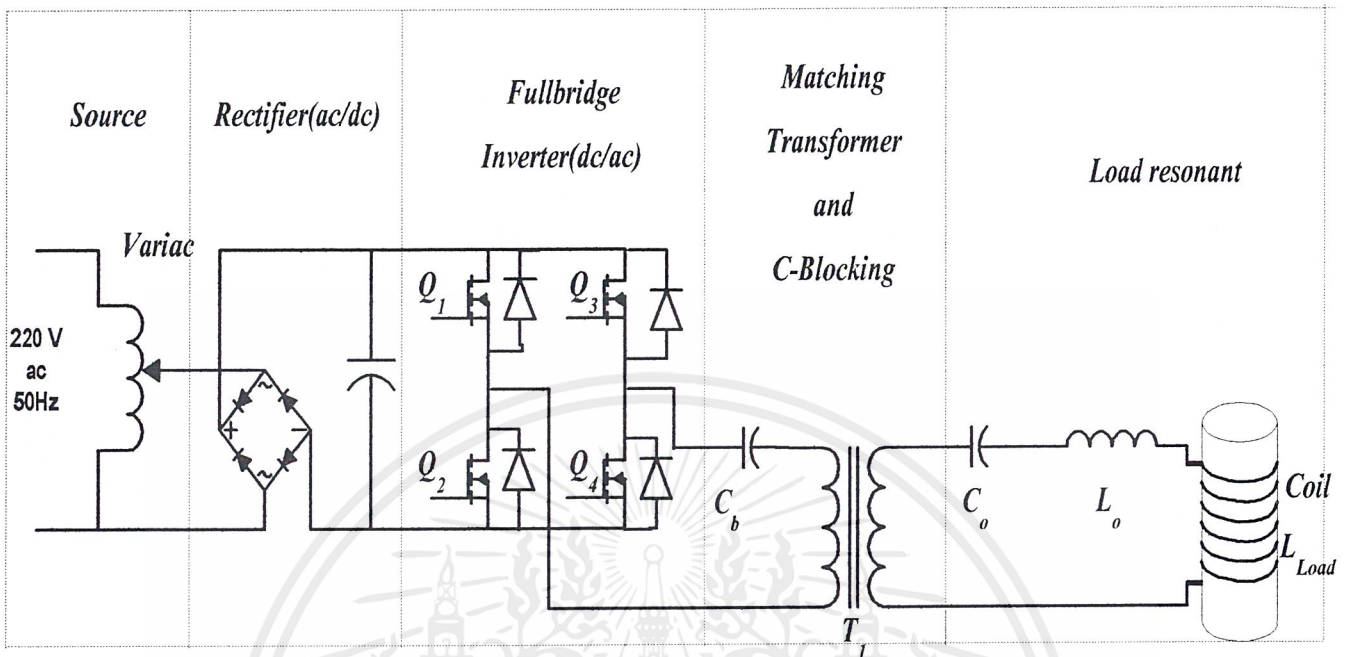 Source
Rectifier(ac/dc)
Fullbridge
Inverter(dc/ac)
Matching
Transformer
and
C-Blocking
Load resonant
Variac
220 V
ac
50Hz
~
+
−
~
Q1
Q3
Q2
Q4
Cb
T1
Co
Lo
Coil
LLoad